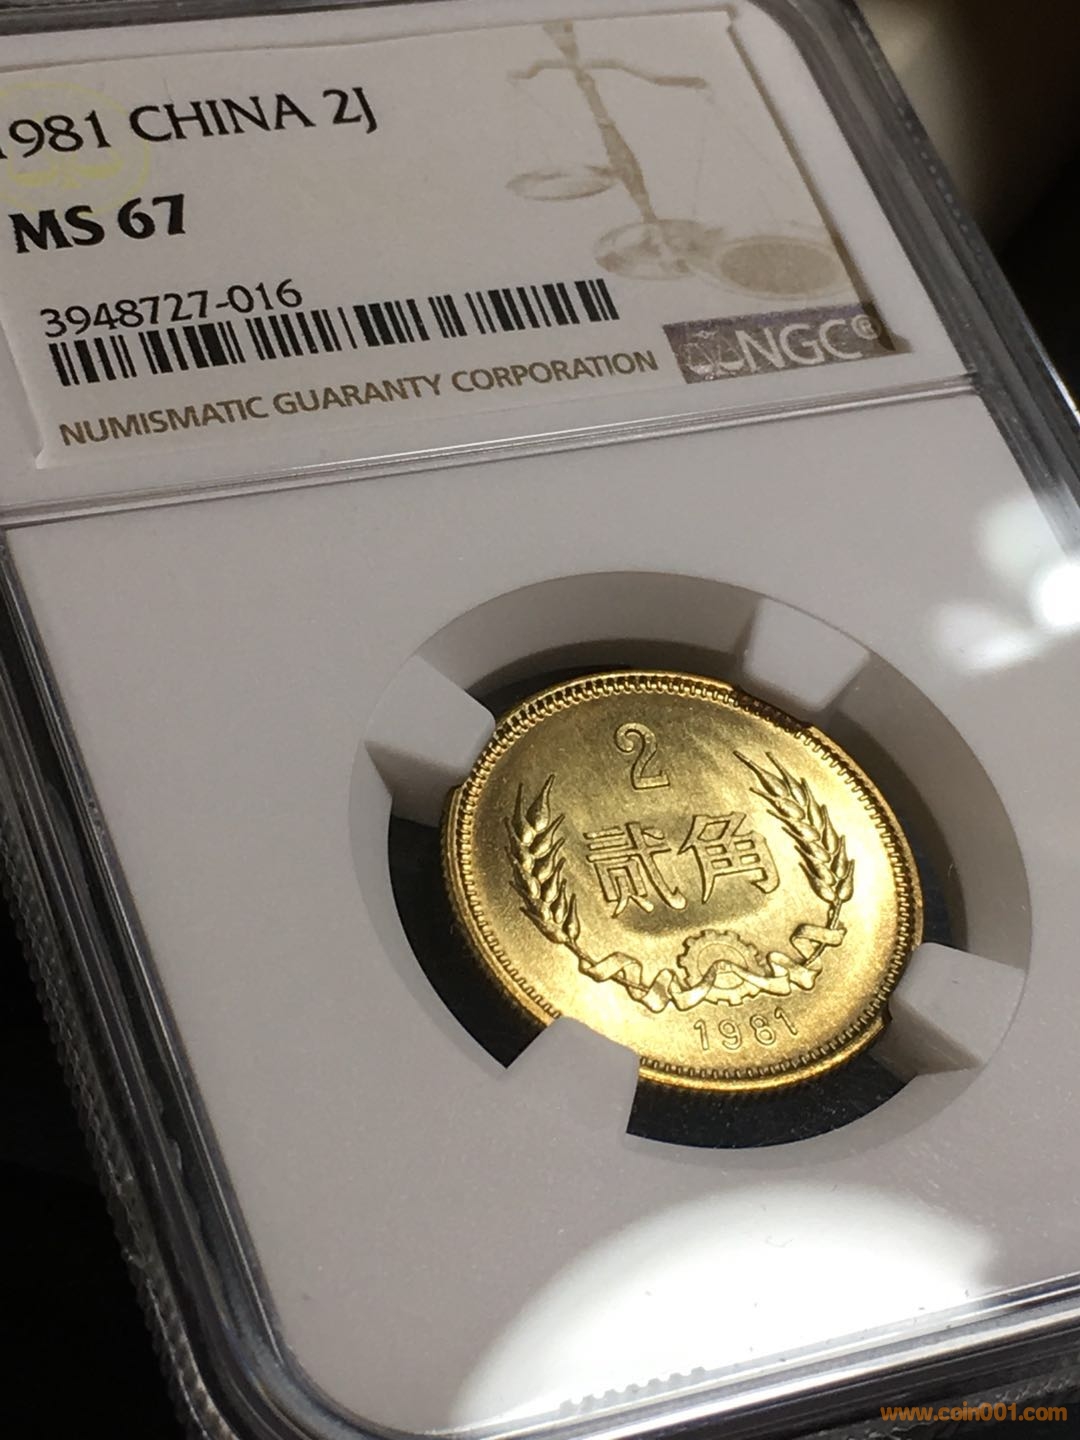 1981 CHINA 2J
MS 67
3948727-016
NUMISMATIC GUARANTY CORPORATION
NGC®
2
贰角
1981
www.coin001.com